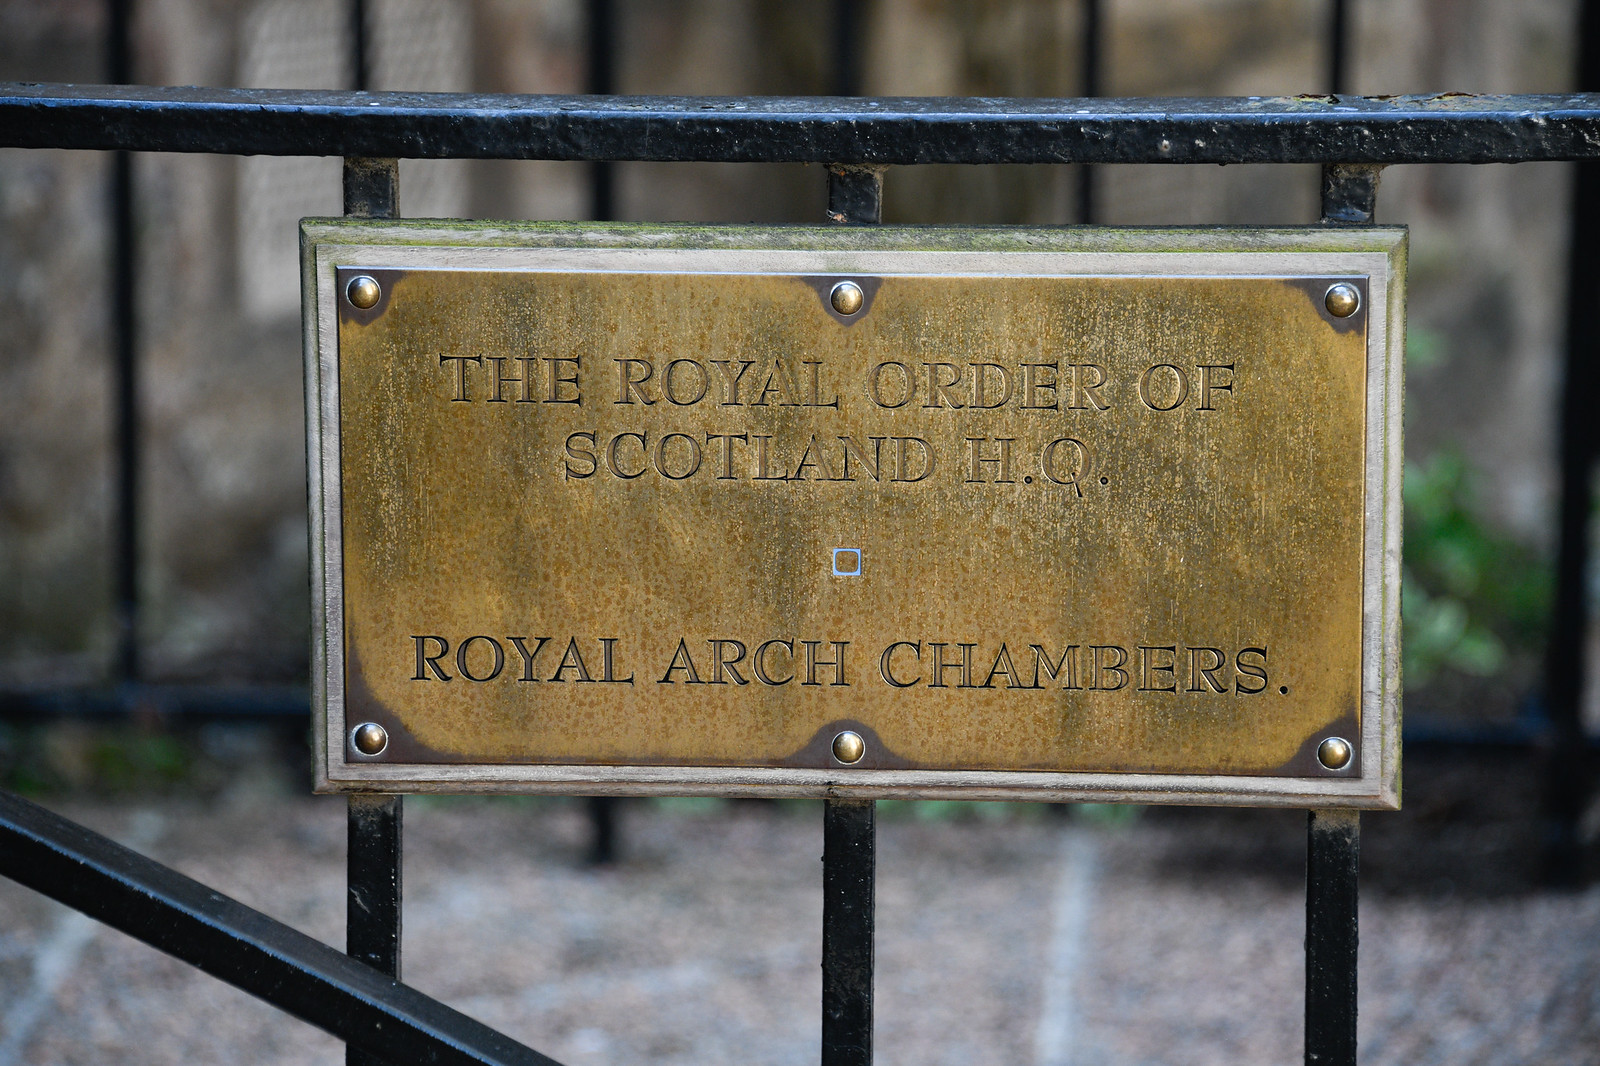 THE ROYAL ORDER OF
SCOTLAND H.Q.
ROYAL ARCH CHAMBERS.